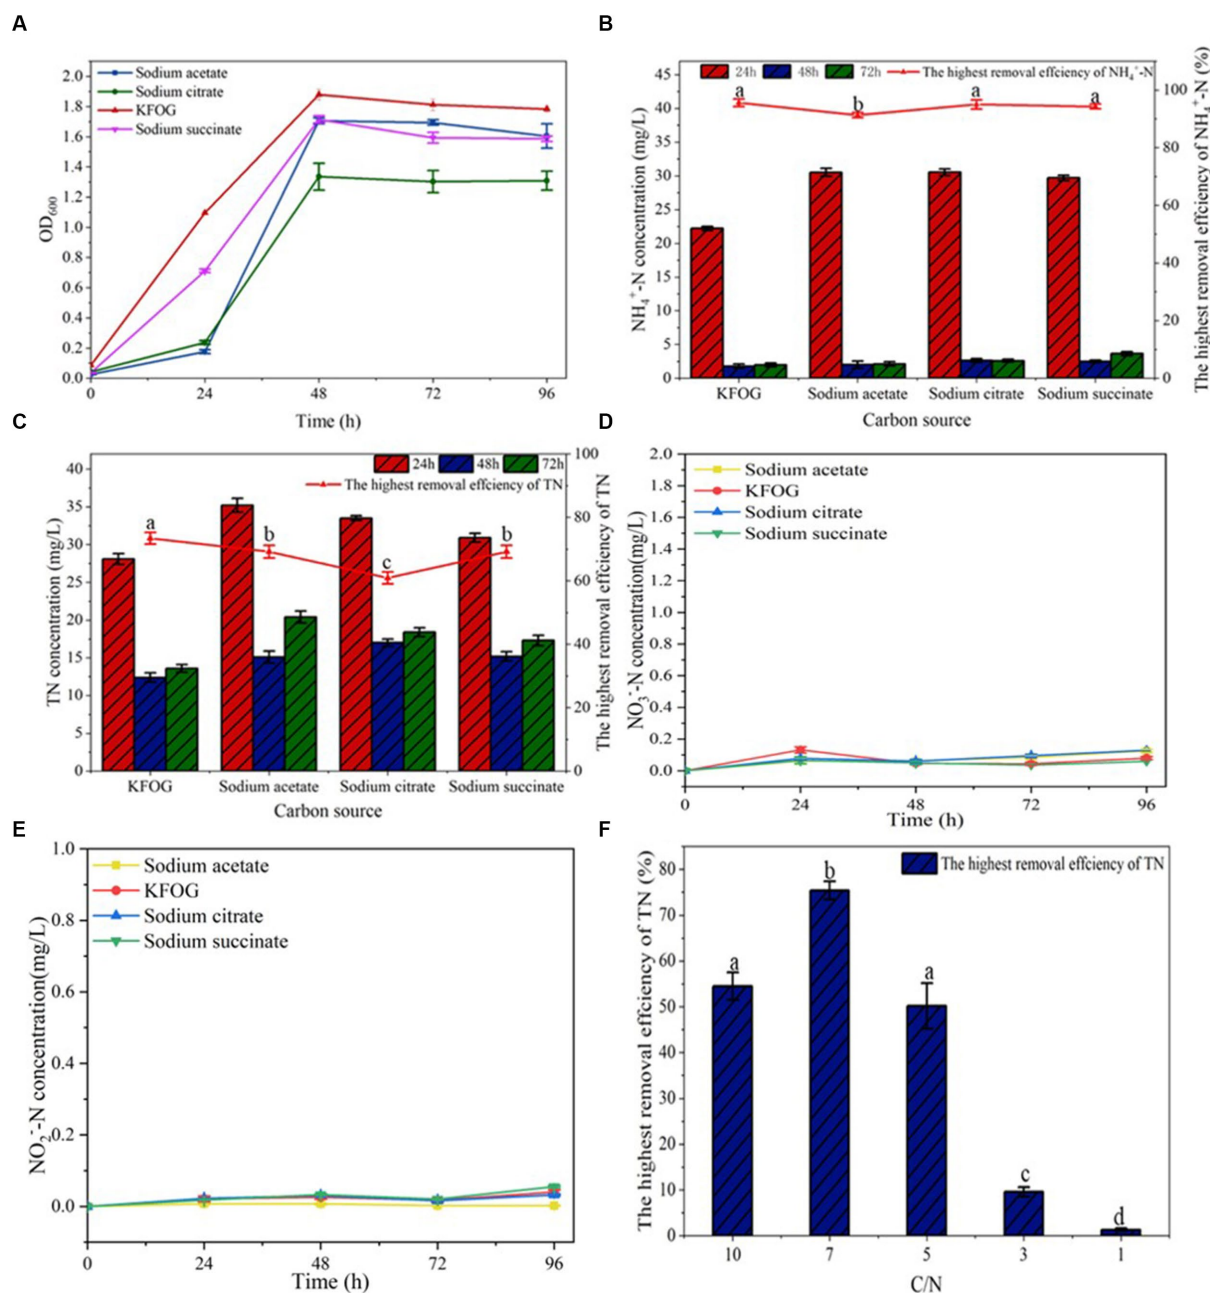 A
Sodium acetate
Sodium citrate
KFOG
Sodium succinate
2.0
1.8
1.6
1.4
1.2
1.0
0.8
0.6
0.4
0.2
0.0
OD600
0 24 48 72 96
Time (h)
B
24h 48h 72h The highest removal effciency of NH4+-N
45
40
35
30
25
20
15
10
5
0
NH4+-N concentration (mg/L)
a b a a
100
80
60
40
20
0
The highest removal effciency of NH4+-N (%)
KFOG Sodium acetate Sodium citrate Sodium succinate
Carbon source
C
24h 48h 72h
The highest removal effciency of TN
40
35
30
25
20
15
10
5
0
TN concentration (mg/L)
a b c b
100
80
60
40
20
0
The highest removal effciency of TN
KFOG Sodium acetate Sodium citrate Sodium succinate
Carbon source
D
Sodium acetate
KFOG
Sodium citrate
Sodium succinate
2.0
1.8
1.6
1.4
1.2
1.0
0.8
0.6
0.4
0.2
0.0
NO3--N concentration(mg/L)
0 24 48 72 96
Time (h)
E
Sodium acetate
KFOG
Sodium citrate
Sodium succinate
1.0
0.8
0.6
0.4
0.2
0.0
NO2--N concentration(mg/L)
0 24 48 72 96
Time (h)
F
The highest removal effciency of TN
80
70
60
50
40
30
20
10
0
The highest removal effciency of TN (%)
a b a c d
10 7 5 3 1
C/N